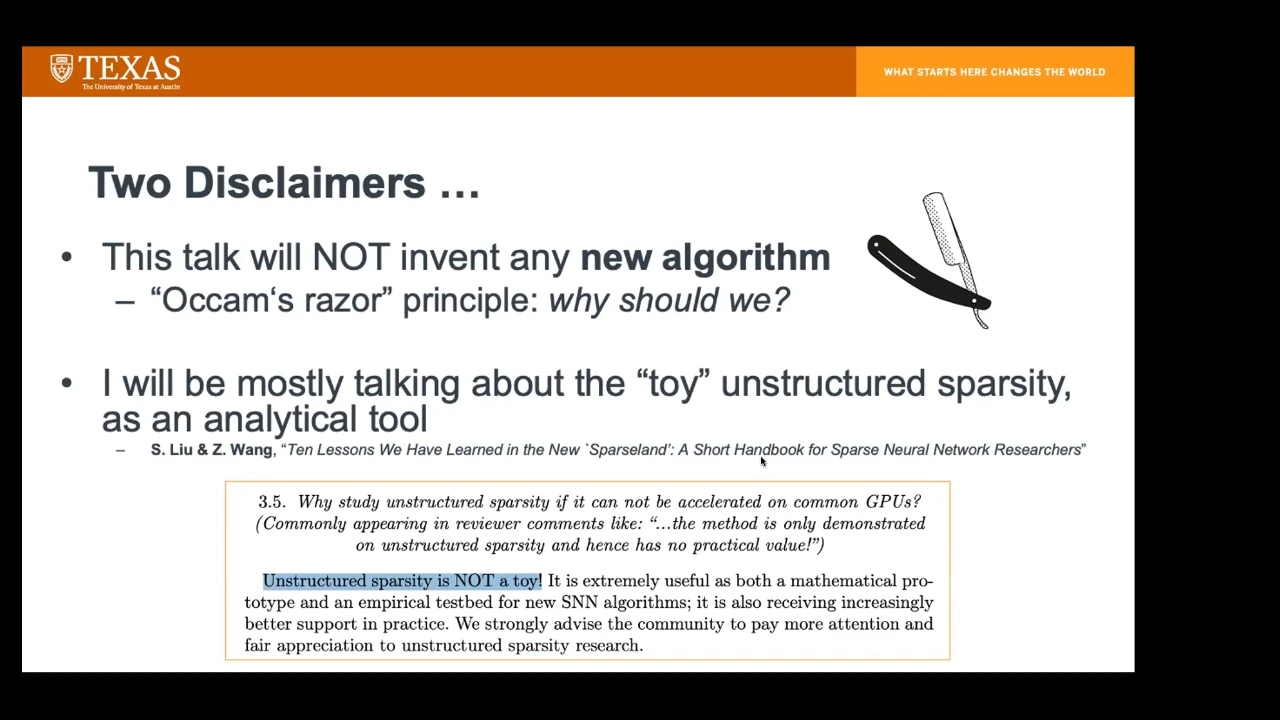 TEXAS
The University of Texas at Austin
WHAT STARTS HERE CHANGES THE WORLD
Two Disclaimers …
• This talk will NOT invent any new algorithm
– “Occam‘s razor” principle: why should we?
• I will be mostly talking about the “toy” unstructured sparsity,
as an analytical tool
– S. Liu & Z. Wang, “Ten Lessons We Have Learned in the New `Sparseland’: A Short Handbook for Sparse Neural Network Researchers”
3.5. Why study unstructured sparsity if it can not be accelerated on common GPUs?
(Commonly appearing in reviewer comments like: “...the method is only demonstrated
on unstructured sparsity and hence has no practical value!”)
Unstructured sparsity is NOT a toy! It is extremely useful as both a mathematical pro-
totype and an empirical testbed for new SNN algorithms; it is also receiving increasingly
better support in practice. We strongly advise the community to pay more attention and
fair appreciation to unstructured sparsity research.